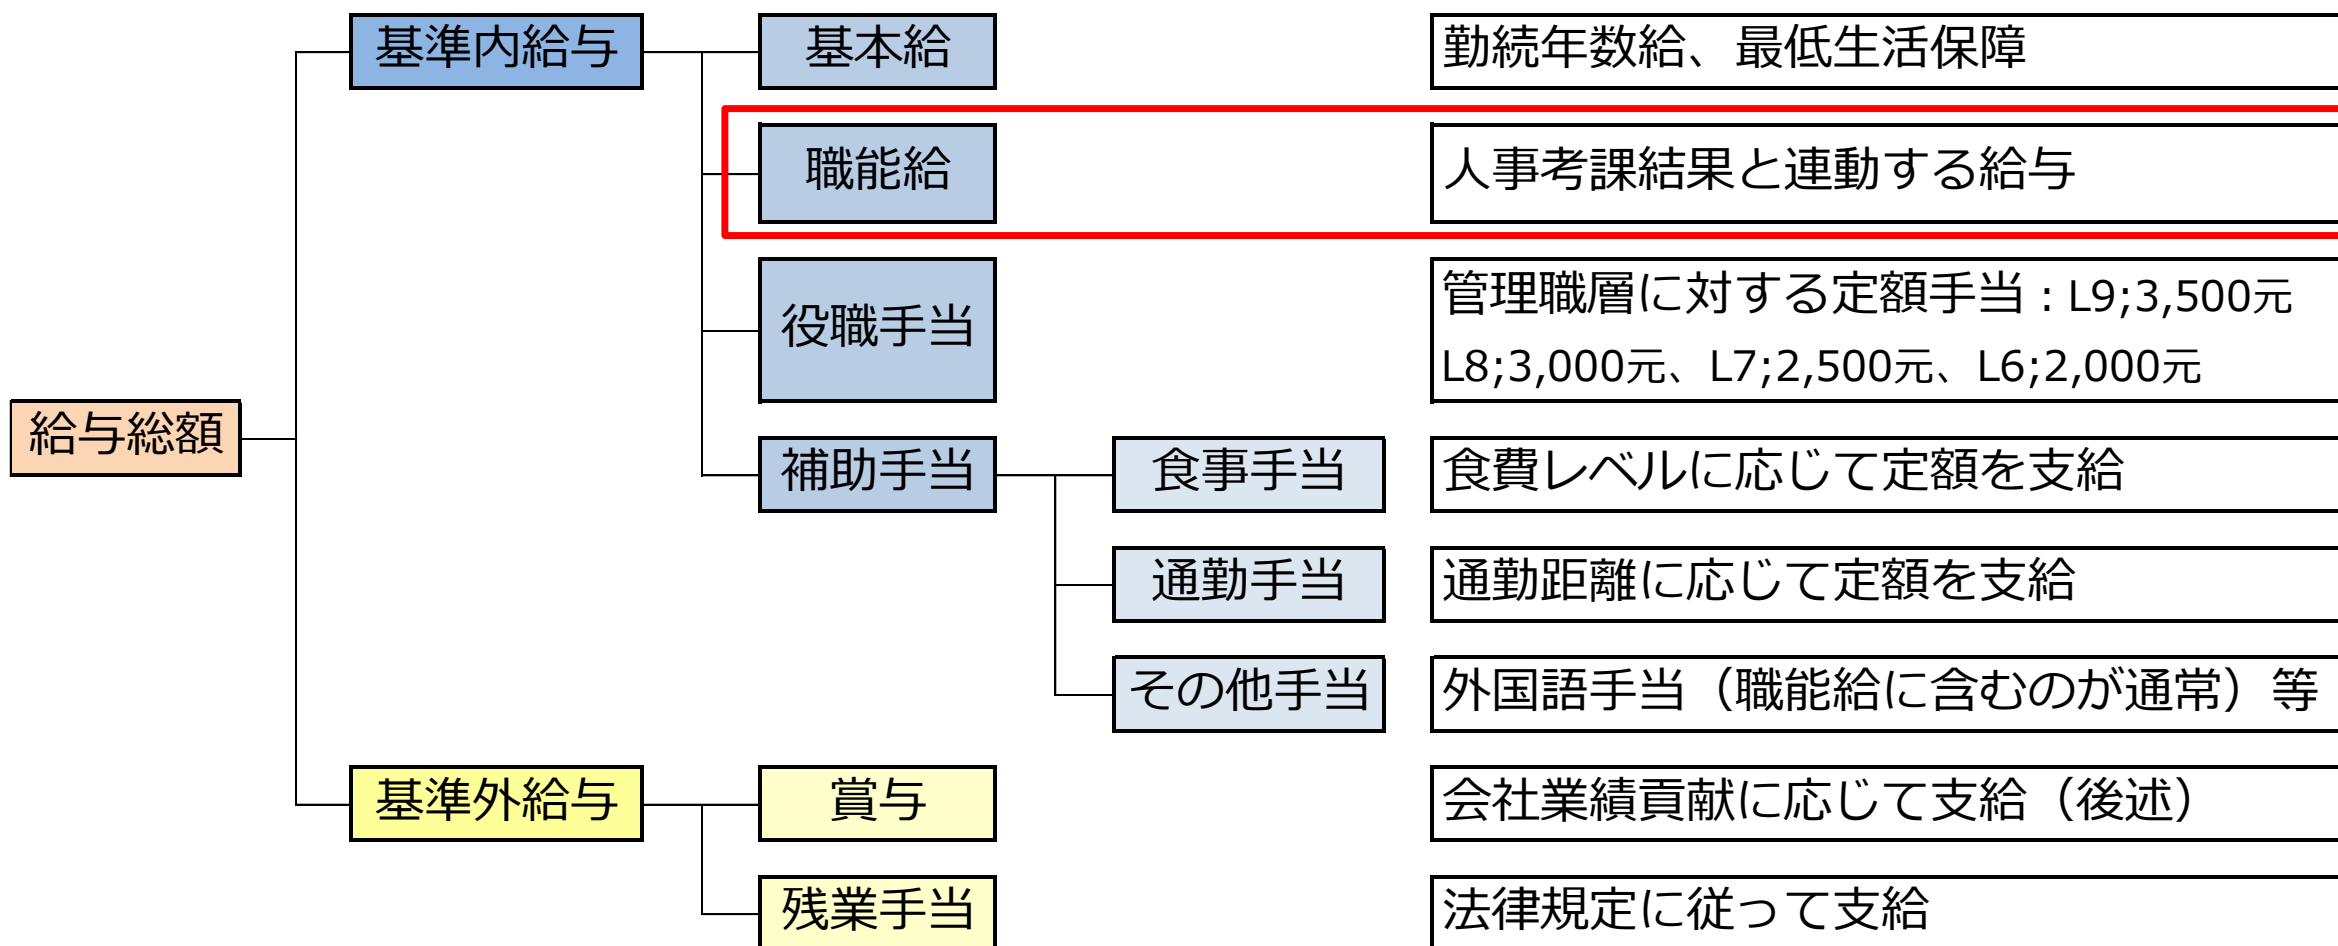 基準内給与
基本給
勤続年数給、最低生活保障
職能給
人事考課結果と連動する給与
役職手当
管理職層に対する定額手当：L9;3,500元
L8;3,000元、L7;2,500元、L6;2,000元
給与総額
補助手当
食事手当
食費レベルに応じて定額を支給
通勤手当
通勤距離に応じて定額を支給
その他手当
外国語手当（職能給に含むのが通常）等
基準外給与
賞与
会社業績貢献に応じて支給（後述）
残業手当
法律規定に従って支給